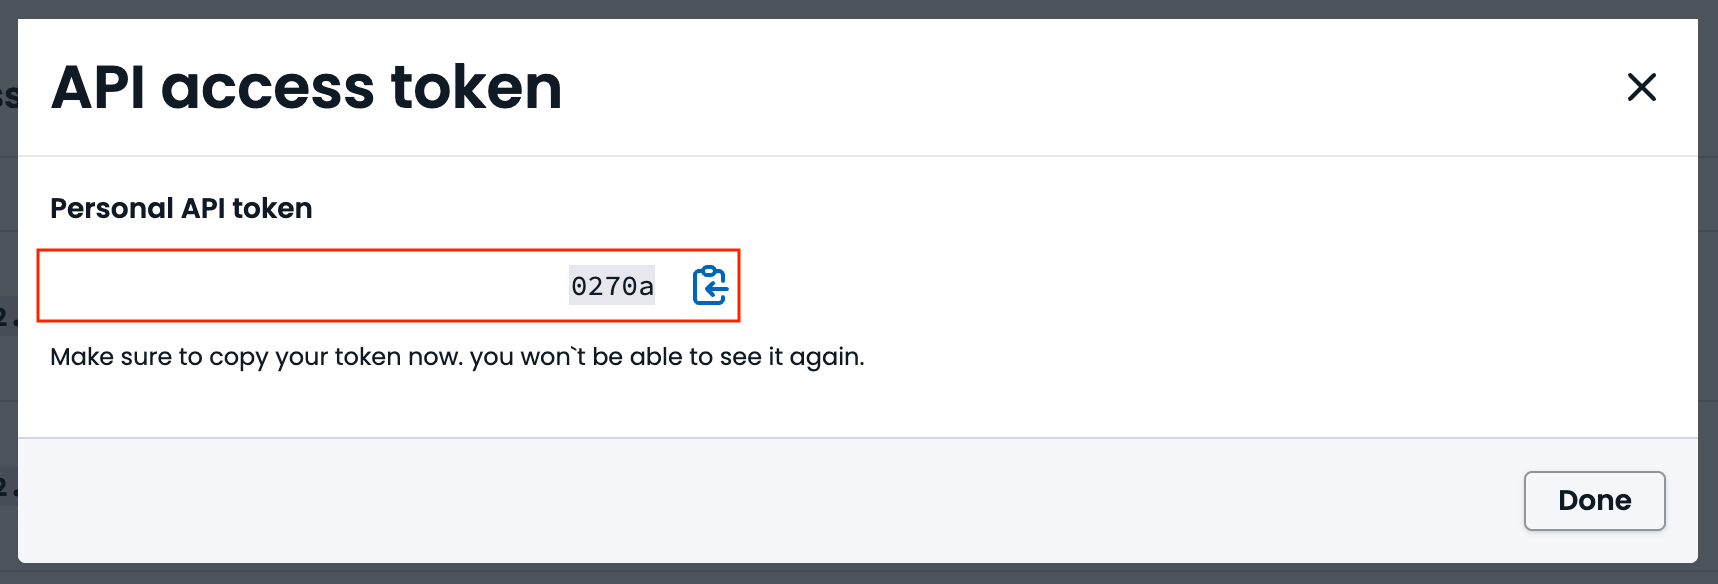 API access token
Personal API token
0270a
Make sure to copy your token now. you won`t be able to see it again.
Done